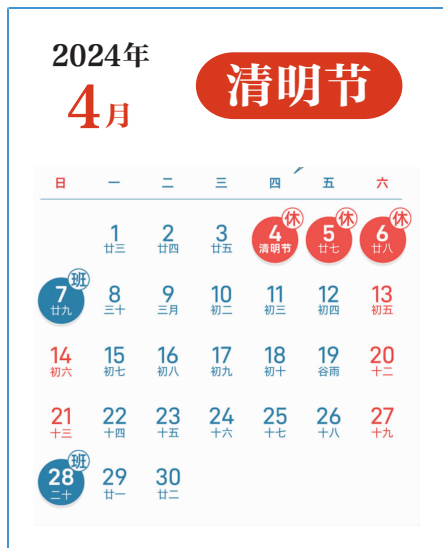 2024年
4月
清明节
日 一 二 三 四 五 六
1 2 3 4休 5休 6休
廿三 廿四 廿五 清明节 廿七 廿八
7班 8 9 10 11 12 13
廿九 三十 三月 初二 初三 初四 初五
14 15 16 17 18 19 20
初六 初七 初八 初九 初十 谷雨 十二
21 22 23 24 25 26 27
十三 十四 十五 十六 十七 十八 十九
28班 29 30
二十 廿一 廿二